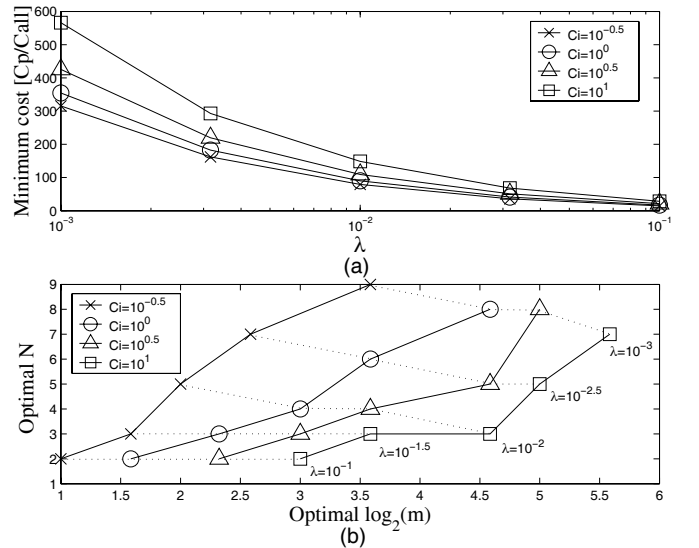 600
500
400
300
200
100
0
Minimum cost [Cp/Call]
Ci=10^-0.5
Ci=10^0
Ci=10^0.5
Ci=10^1
10^-3
10^-2
10^-1
λ
(a)
9
8
7
6
5
4
3
2
1
Optimal N
Ci=10^-0.5
Ci=10^0
Ci=10^0.5
Ci=10^1
λ=10^-3
λ=10^-2.5
λ=10^-2
λ=10^-1.5
λ=10^-1
1 1.5 2 2.5 3 3.5 4 4.5 5 5.5 6
Optimal log_2(m)
(b)